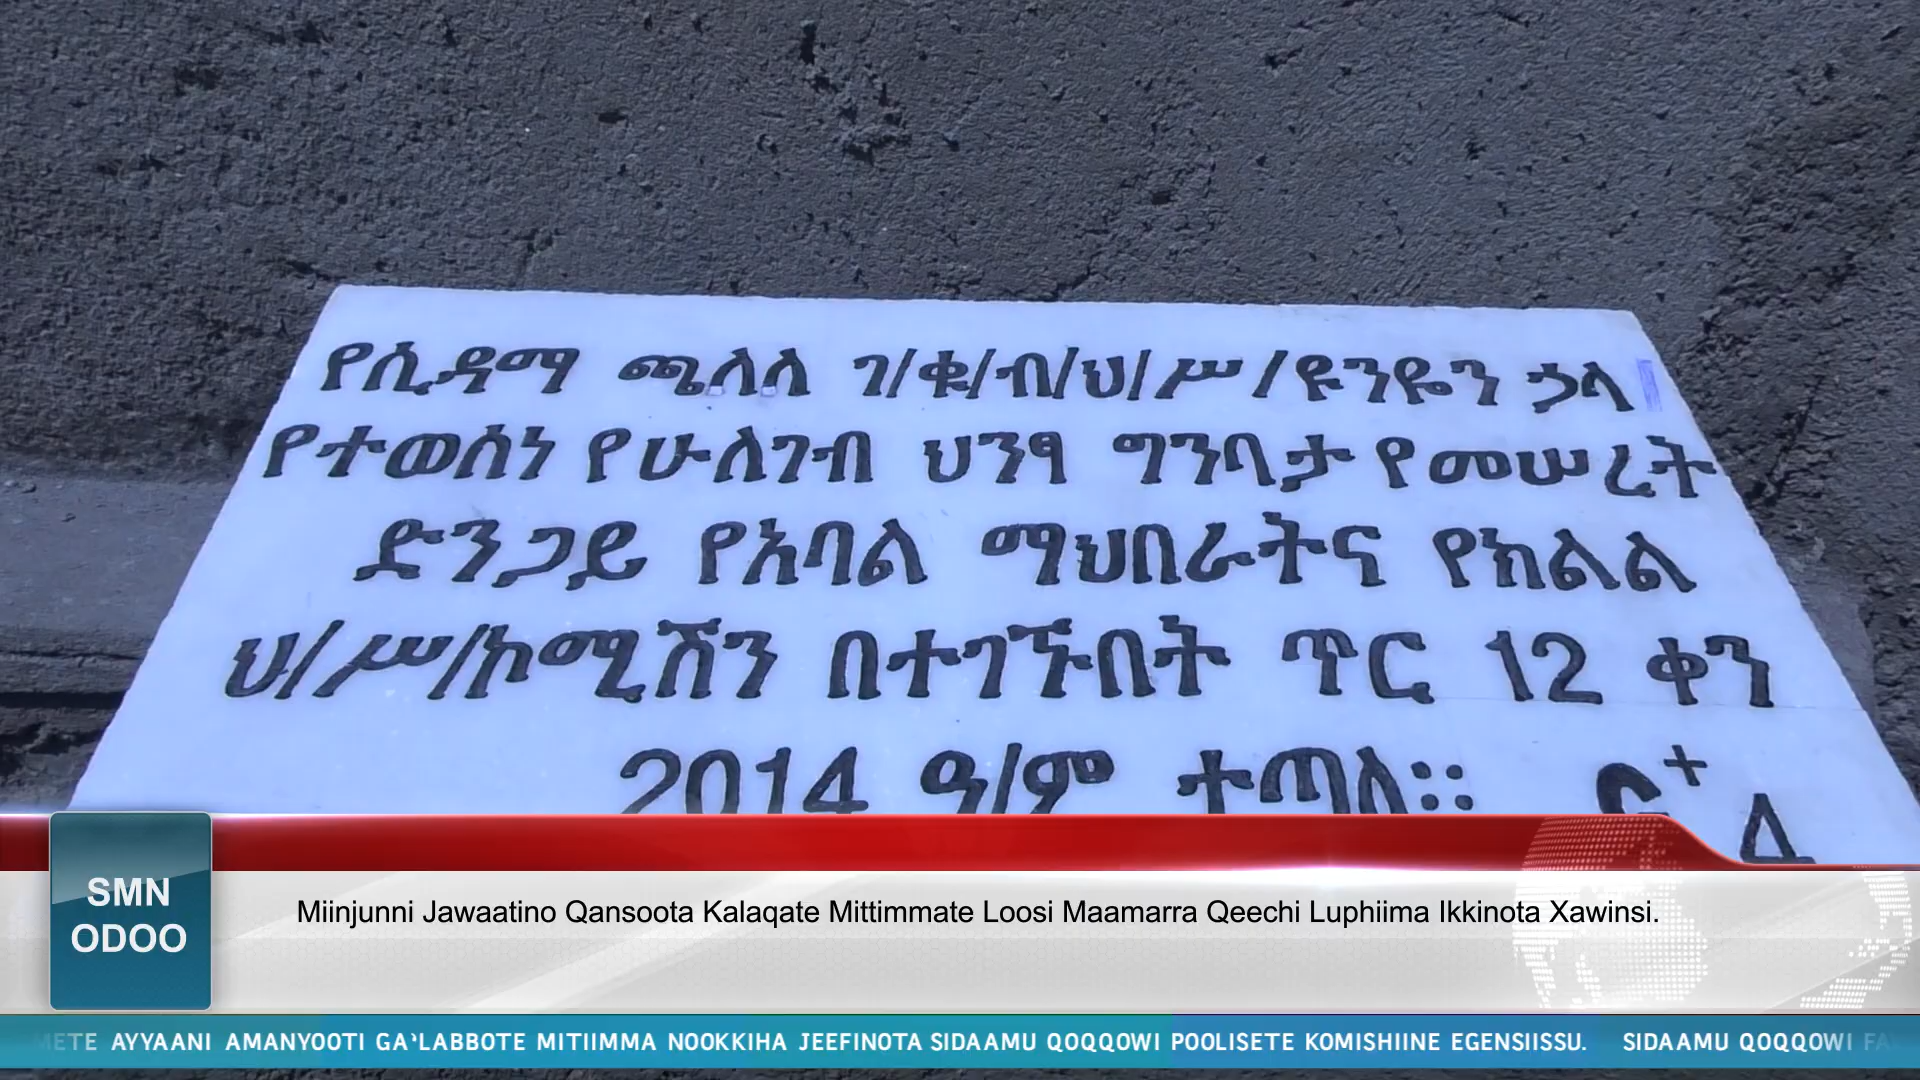 የሲዳማ ጫላላ ገ/ቁ/ብ/ህ/ሥ/ዩንዬን ኃላ
የተወሰነ የሁለገብ ህንፃ ግንባታ የመሠረት
ድንጋይ የአባል ማህበራትና የክልል
ህ/ሥ/ኮሚሽን በተገኙበት ጥር 12 ቀን
2014 ዓ/ም ተጣለ፡፡
SMN
ODOO
Miinjunni Jawaatino Qansoota Kalaqate Mittimmate Loosi Maamarra Qeechi Luphiima Ikkinota Xawinsi.
AYYAANI AMANYOOTI GA'LABBOTE MITIIMMA NOOKKIHA JEEFINOTA SIDAAMU QOQQOWI POOLISETE KOMISHIINE EGENSIISSU. SIDAAMU QOQQOWI